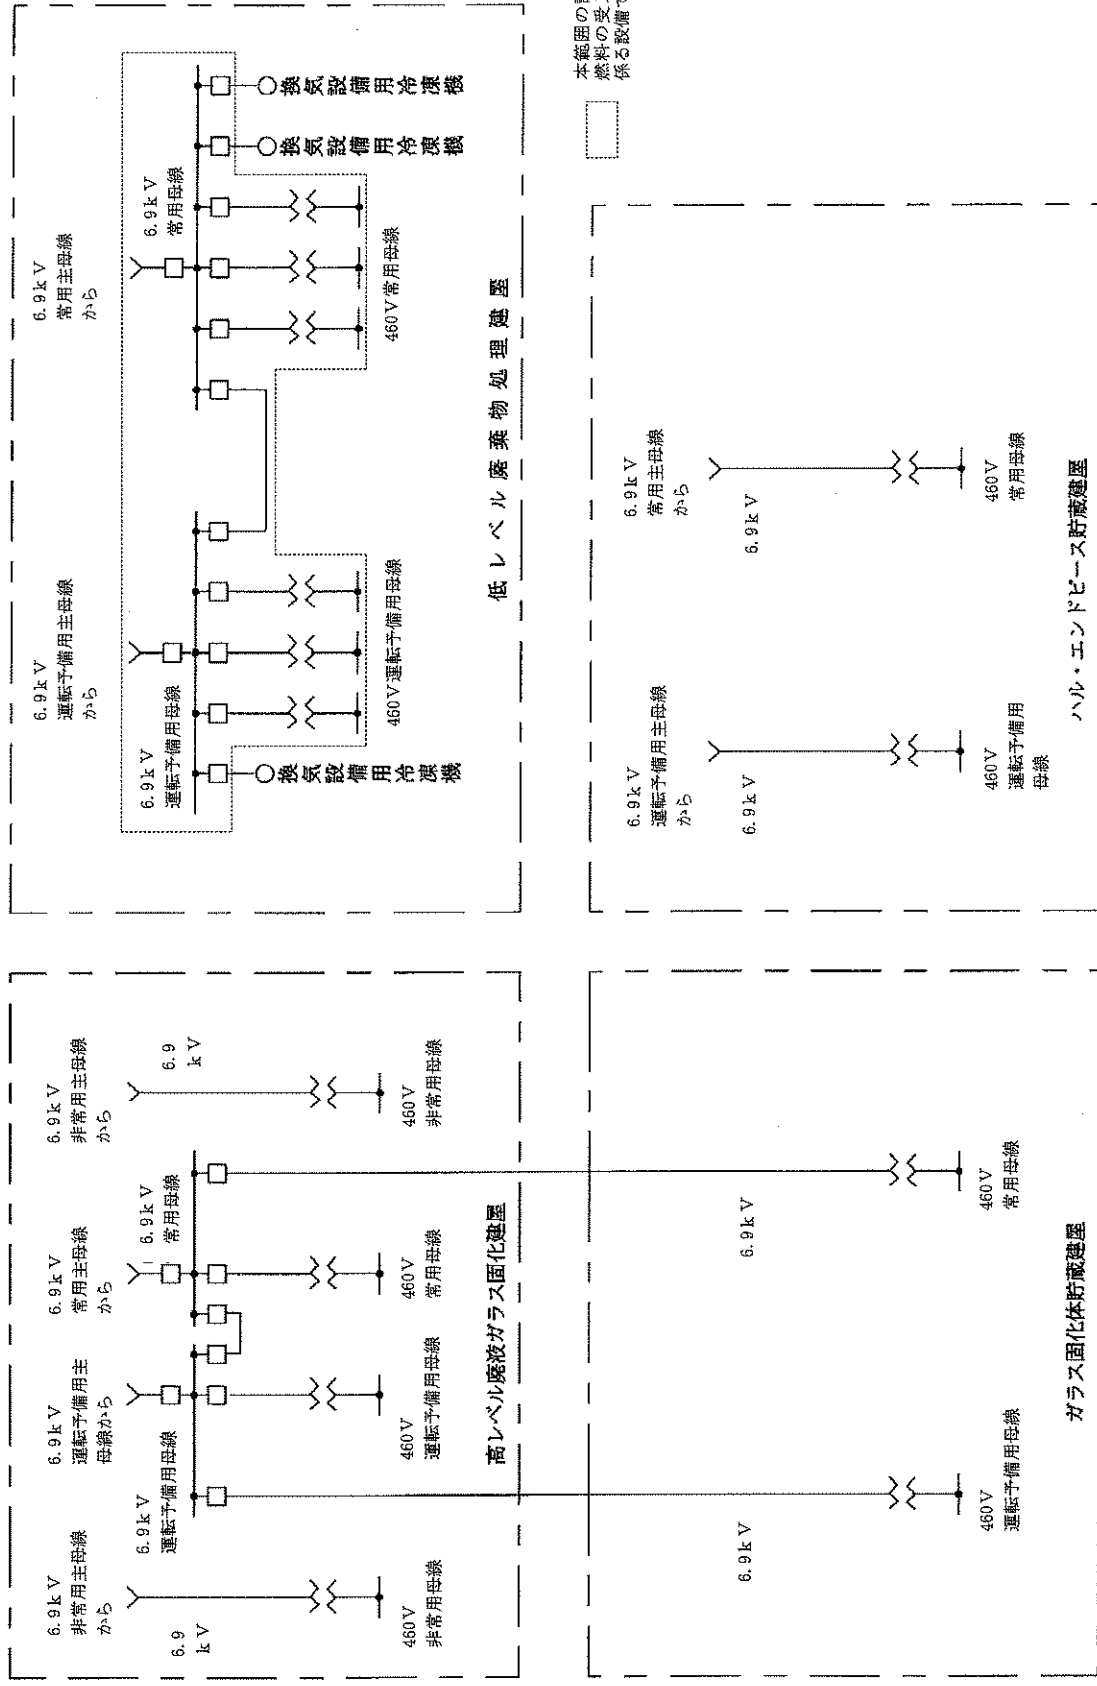 6.9kV
非常用主母線
から
6.9
kV
460V
非常用母線
6.9kV
運転予備用主
母線から
6.9kV
運転予備用母線
460V
運転予備用母線
6.9kV
常用主母線
から
6.9kV
常用母線
460V
常用母線
6.9kV
非常用主母線
から
6.9
kV
460V
非常用母線
高レベル廃液ガラス固化建屋
6.9kV
運転予備用主母線
から
6.9kV
運転予備用母線
換気設備用冷凍機
460V運転予備用母線
6.9kV
常用主母線
から
6.9kV
常用母線
460V常用母線
換気設備用冷凍機
換気設備用冷凍機
低レベル廃棄物処理建屋
6.9kV
460V
運転予備用母線
6.9kV
460V
常用母線
ガラス固化体貯蔵建屋
6.9kV
運転予備用主母線
から
6.9kV
460V
運転予備用
母線
6.9kV
常用主母線
から
6.9kV
460V
常用母線
ハル・エンドピース貯蔵建屋
本範囲の
燃料の受
係る設備で